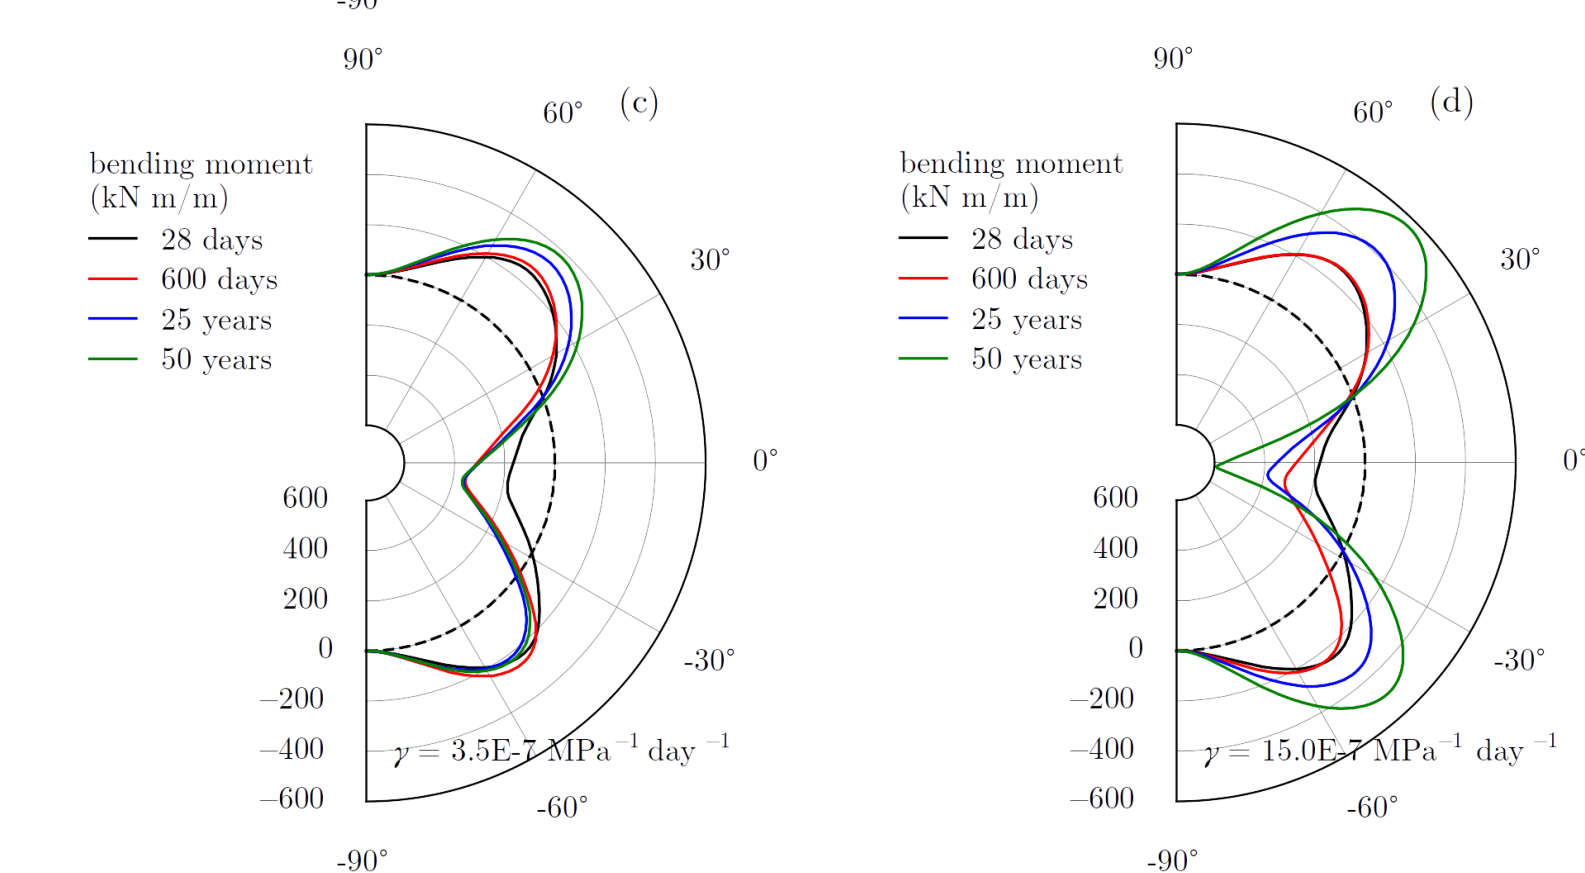 -90°
90°
60°
(c)
bending moment
(kN m/m)
28 days
600 days
25 years
50 years
30°
0°
600
400
200
0
−200
−400
−600
-30°
γ = 3.5E-7 MPa⁻¹ day ⁻¹
-60°
-90°
90°
60°
(d)
bending moment
(kN m/m)
28 days
600 days
25 years
50 years
30°
0°
600
400
200
0
−200
−400
−600
-30°
γ = 15.0E-7 MPa⁻¹ day ⁻¹
-60°
-90°